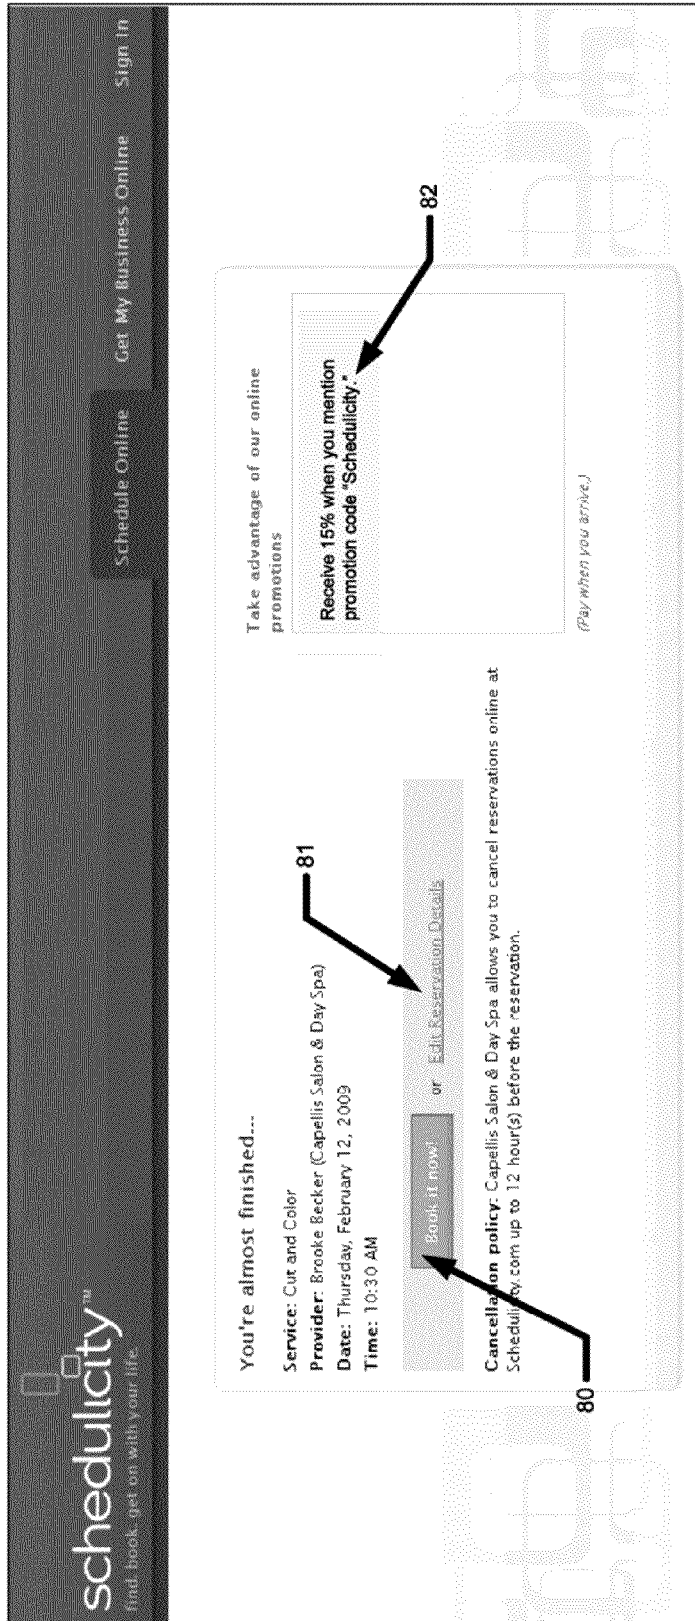 schedulicity™
find. book. get on with your life.
Schedule Online
Get My Business Online
Sign In
You're almost finished...
Service: Cut and Color
Provider: Brooke Becker (Capellis Salon & Day Spa)
Date: Thursday, February 12, 2009
Time: 10:30 AM
Book it now!
or
Edit Reservation Details
Cancellation policy: Capellis Salon & Day Spa allows you to cancel reservations online at
Schedulicity.com up to 12 hour(s) before the reservation.
Take advantage of our online
promotions
Receive 15% when you mention
promotion code "Schedulicity."
(Pay when you arrive.)
80
81
82